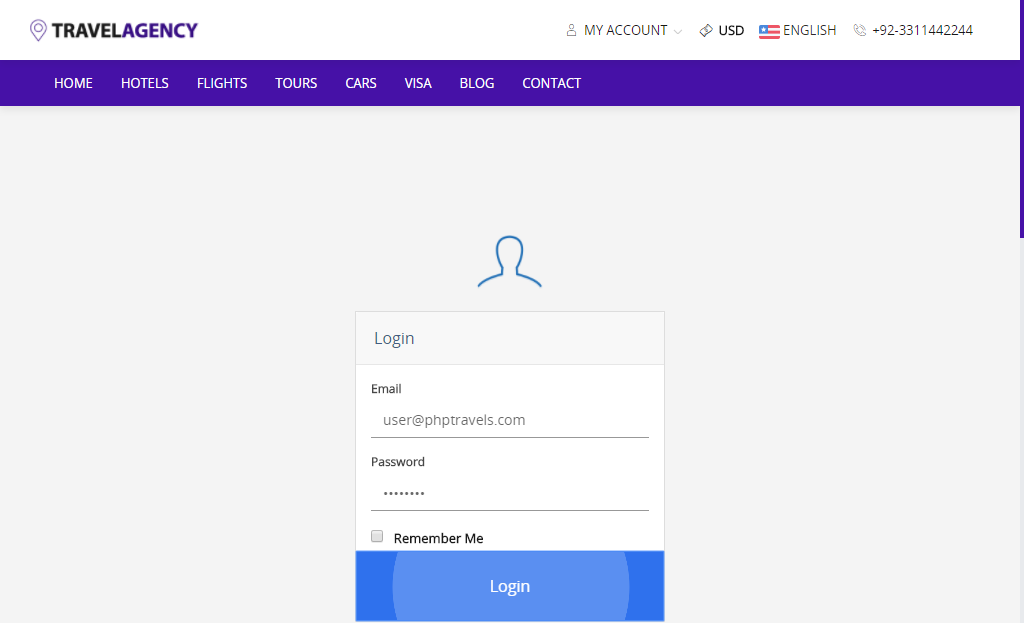 TRAVELAGENCY
MY ACCOUNT USD ENGLISH +92-3311442244
HOME HOTELS FLIGHTS TOURS CARS VISA BLOG CONTACT
Login
Email
user@phptravels.com
Password
••••••••
Remember Me
Login